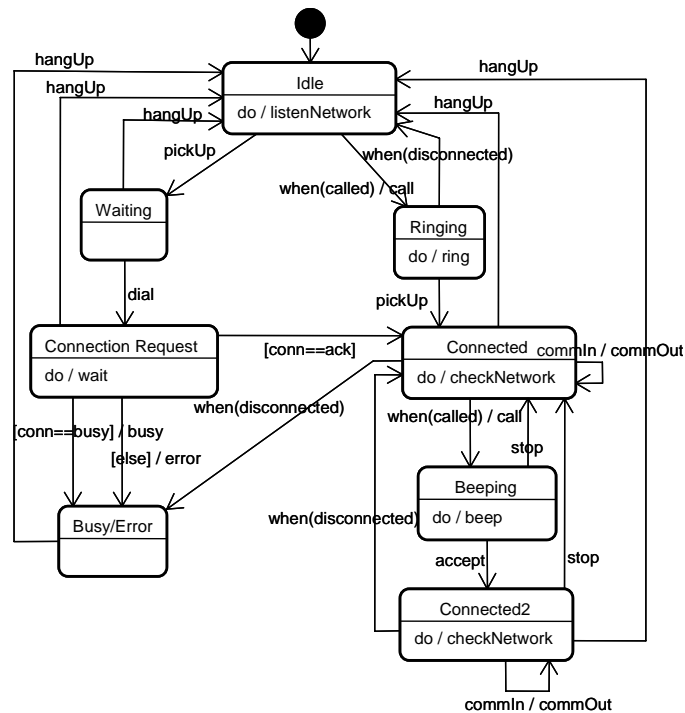 hangUp
hangUp
Idle
hangUp
hangUp
do / listenNetwork
hangUp
pickUp
when(disconnected)
when(called) / call
Waiting
Ringing
do / ring
dial
pickUp
Connection Request
do / wait
[conn==ack]
Connected
commIn / commOut
do / checkNetwork
when(disconnected)
when(called) / call
[conn==busy] / busy
stop
[else] / error
Beeping
do / beep
Busy/Error
when(disconnected)
accept
stop
Connected2
do / checkNetwork
commIn / commOut